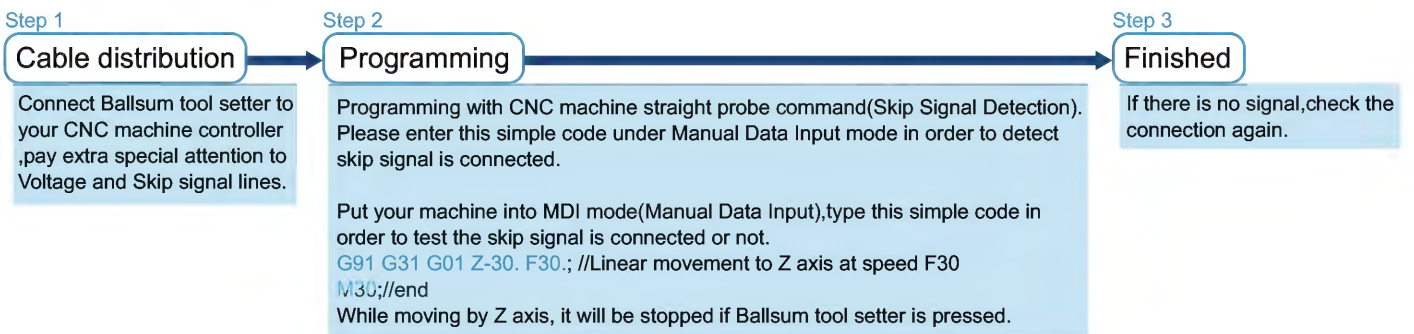 Step 1
Cable distribution
Connect Ballsum tool setter to
your CNC machine controller
,pay extra special attention to
Voltage and Skip signal lines.
Step 2
Programming
Programming with CNC machine straight probe command(Skip Signal Detection).
Please enter this simple code under Manual Data Input mode in order to detect
skip signal is connected.
Put your machine into MDI mode(Manual Data Input),type this simple code in
order to test the skip signal is connected or not.
G91 G31 G01 Z-30. F30.; //Linear movement to Z axis at speed F30
M30;//end
While moving by Z axis, it will be stopped if Ballsum tool setter is pressed.
Step 3
Finished
If there is no signal,check the
connection again.